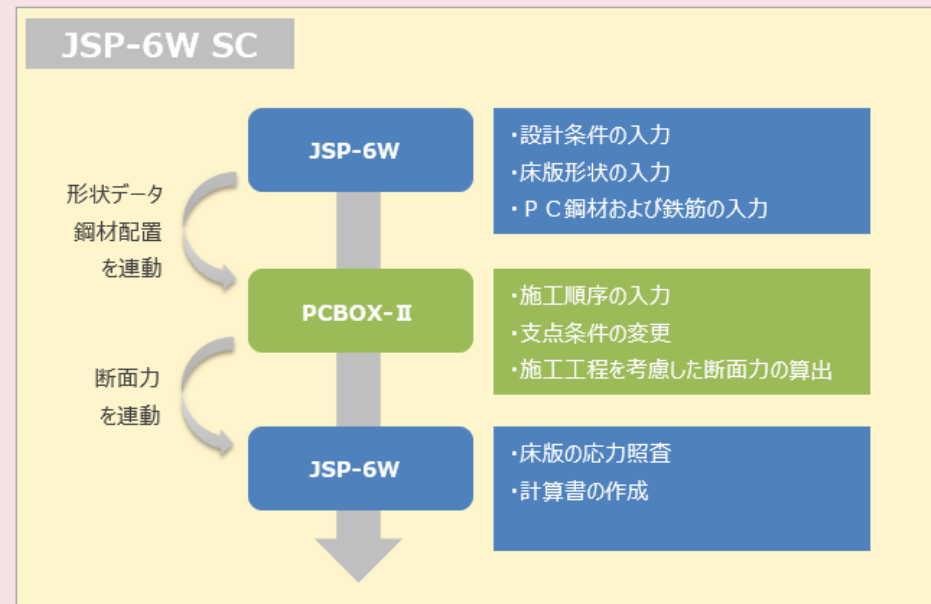 JSP-6W SC
JSP-6W
・設計条件の入力
・床版形状の入力
・ＰＣ鋼材および鉄筋の入力
形状データ
鋼材配置
を連動
PCBOX-Ⅱ
・施工順序の入力
・支点条件の変更
・施工工程を考慮した断面力の算出
断面力
を連動
JSP-6W
・床版の応力照査
・計算書の作成